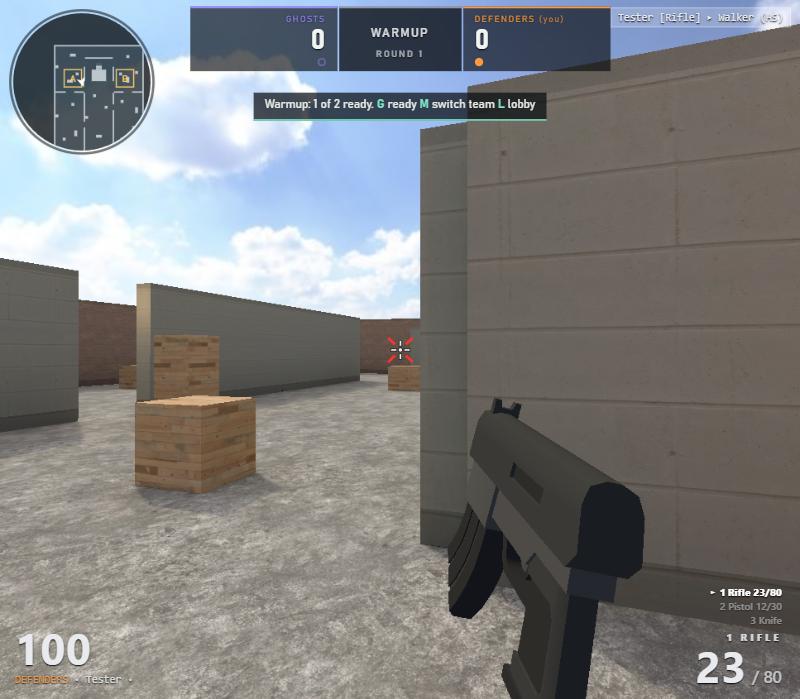 GHOSTS
0
WARMUP
ROUND 1
DEFENDERS (you)
0
Tester [Rifle] ▸ Walker (HS)
Warmup: 1 of 2 ready. G ready M switch team L lobby
A
B
▸ 1 Rifle 23/80
2 Pistol 12/30
3 Knife
1 RIFLE
23 / 80
100
DEFENDERS · Tester ·